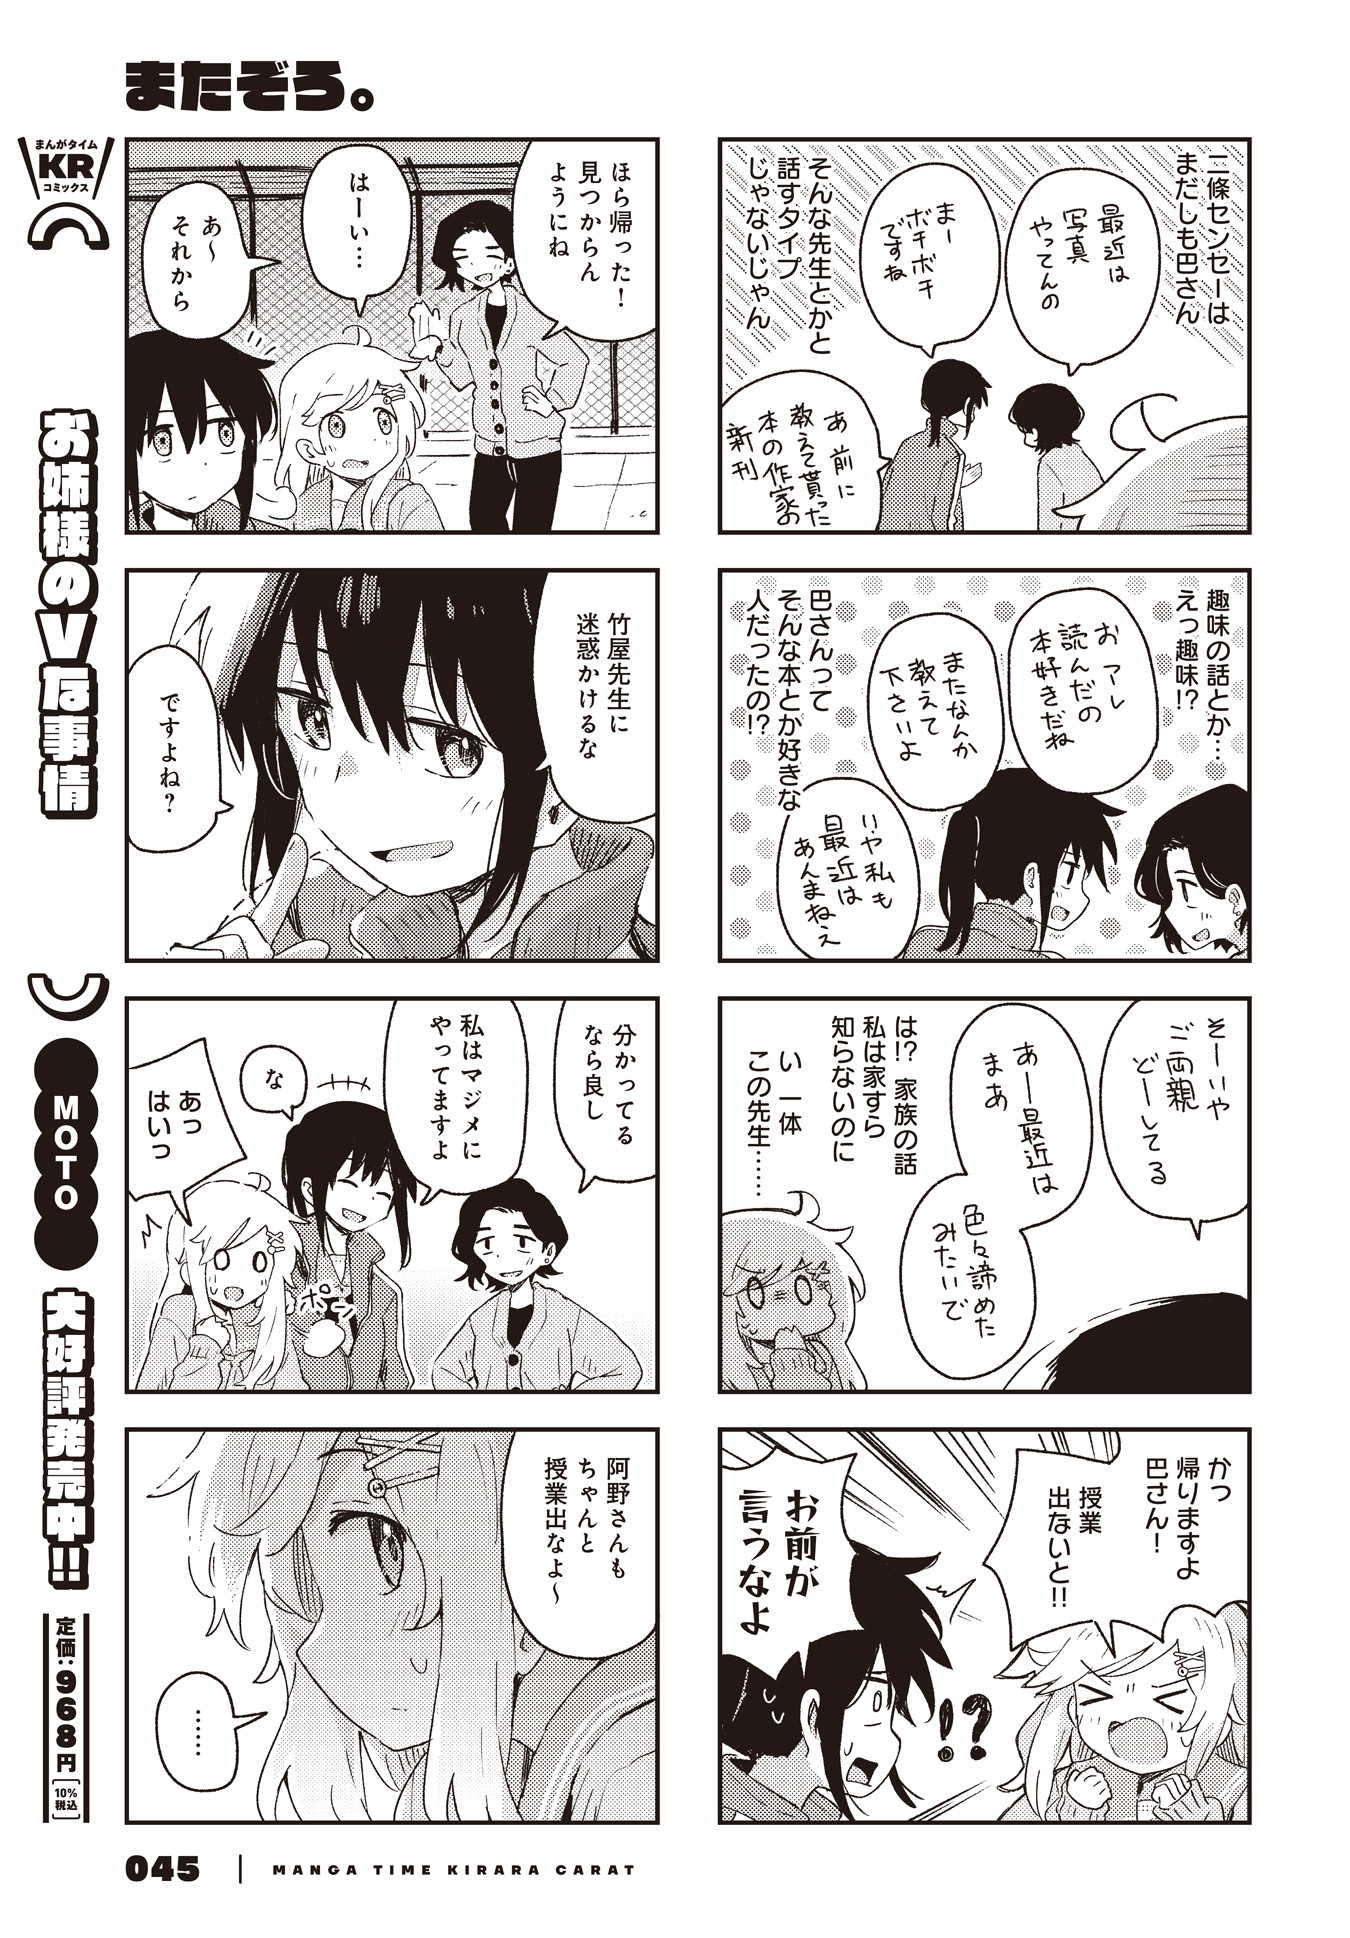 またぞろ。
二條センセーは
まだしも巴さん
最近は
写真
やってんの
まー
ボチボチ
ですね
そんな先生とかと
話すタイプ
じゃないじゃん
あ 前に
教えて貰った
本の作家の
新刊
趣味の話とか…
えっ趣味!?
お アレ
読んだの
本好きだね
またなんか
教えて
下さいよ
巴さんって
そんな本とか好きな
人だったの!?
いや私も
最近は
あんまねぇ
そーいや
ご両親
どーしてる
あー最近は
まあ
色々諦めた
みたいで
は!? 家族の話
私は家すら
知らないのに
い 一体
この先生……
かっ
帰りますよ
巴さん!
授業
出ないと!!
!?
お前が
言うなよ
ほら帰った!
見つからん
ようにね
はーい…
あ〜
それから
竹屋先生に
迷惑かけるな
ですよね?
分かってる
なら良し
私はマジメに
やってますよ
な
ポン
あっ
はいっ
阿野さんも
ちゃんと
授業出なよ〜
……
まんがタイム
KR
コミックス
お姉様のVな事情
MOTO
大好評発売中!!
定価:968円
10%
税込
045
MANGA TIME KIRARA CARAT